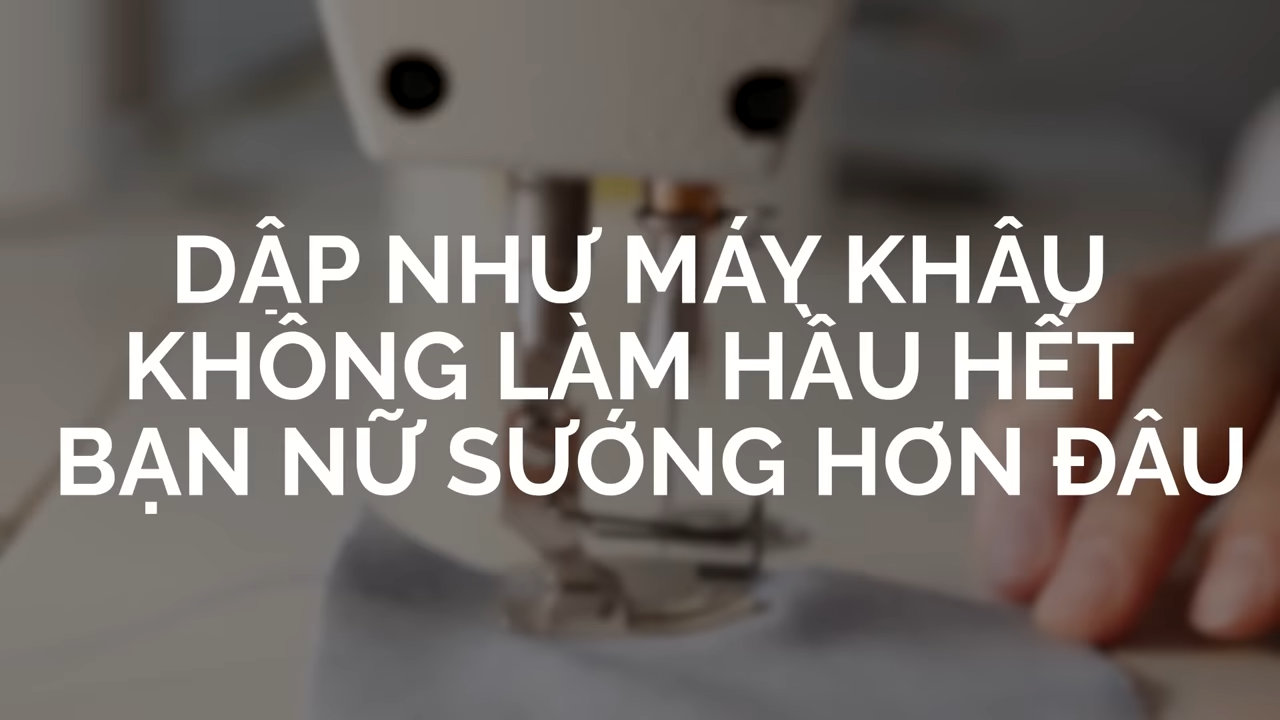 DẬP NHƯ MÁY KHÂU
KHÔNG LÀM HẦU HẾT
BẠN NỮ SƯỚNG HƠN ĐÂU